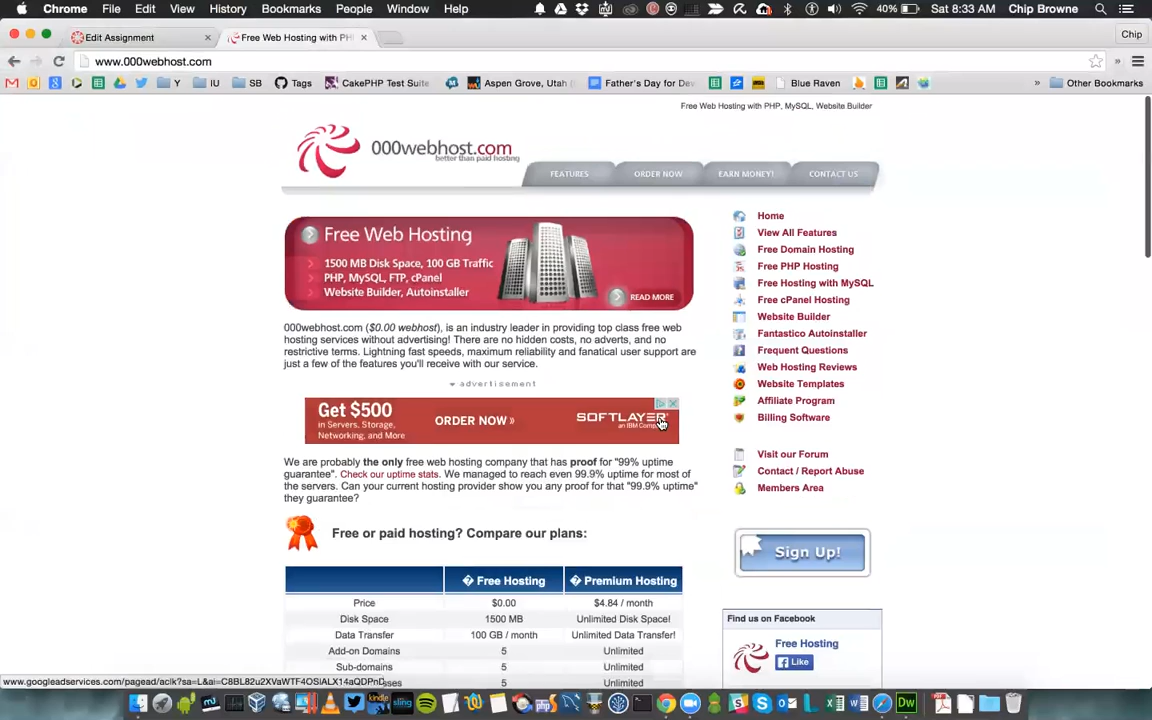 Chrome File Edit View History Bookmarks People Window Help 40% Sat 8:33 AM Chip Browne
Edit Assignment × Free Web Hosting with PH × Chip
www.000webhost.com
Y IU SB Tags CakePHP Test Suite Aspen Grove, Utah ( Father's Day for Dev Blue Raven » Other Bookmarks
Free Web Hosting with PHP, MySQL, Website Builder
000webhost.com
better than paid hosting
FEATURES ORDER NOW EARN MONEY! CONTACT US
Free Web Hosting
1500 MB Disk Space, 100 GB Traffic
PHP, MySQL, FTP, cPanel
Website Builder, Autoinstaller
READ MORE
000webhost.com ($0.00 webhost), is an industry leader in providing top class free web
hosting services without advertising! There are no hidden costs, no adverts, and no
restrictive terms. Lightning fast speeds, maximum reliability and fanatical user support are
just a few of the features you'll receive with our service.
advertisement
Get $500
in Servers, Storage,
Networking, and More
ORDER NOW »
SOFTLAYER
an IBM
We are probably the only free web hosting company that has proof for "99% uptime
guarantee". Check our uptime stats. We managed to reach even 99.9% uptime for most of
the servers. Can your current hosting provider show you any proof for that "99.9% uptime"
they guarantee?
Free or paid hosting? Compare our plans:
� Free Hosting � Premium Hosting
Price $0.00 $4.84 / month
Disk Space 1500 MB Unlimited Disk Space!
Data Transfer 100 GB / month Unlimited Data Transfer!
Add-on Domains 5 Unlimited
Sub-domains 5 Unlimited
5 Unlimited
Home
View All Features
Free Domain Hosting
Free PHP Hosting
Free Hosting with MySQL
Free cPanel Hosting
Website Builder
Fantastico Autoinstaller
Frequent Questions
Web Hosting Reviews
Website Templates
Affiliate Program
Billing Software
Visit our Forum
Contact / Report Abuse
Members Area
Sign Up!
Find us on Facebook
Free Hosting
Like